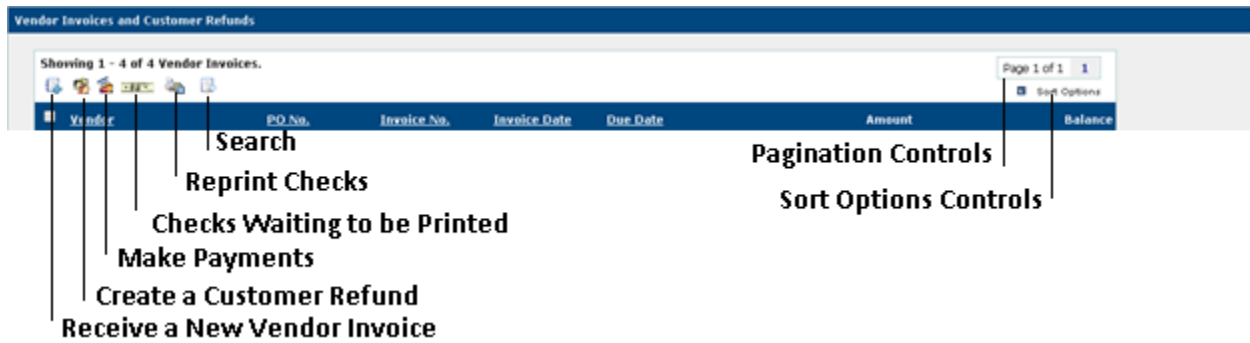 Vendor Invoices and Customer Refunds
Showing 1 - 4 of 4 Vendor Invoices.
Page 1 of 1 1
Sort Options
Vendor PO No. Invoice No. Invoice Date Due Date Amount Balance
Search
Pagination Controls
Reprint Checks
Sort Options Controls
Checks Waiting to be Printed
Make Payments
Create a Customer Refund
Receive a New Vendor Invoice